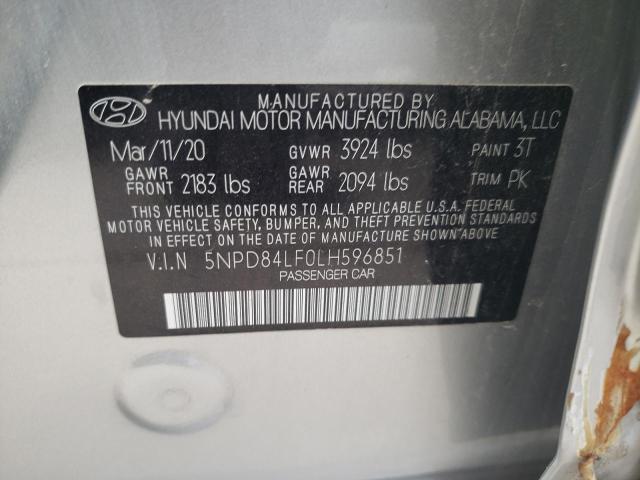 MANUFACTURED BY
HYUNDAI MOTOR MANUFACTURING ALABAMA, LLC
Mar/11/20 GVWR 3924 lbs PAINT 3T
GAWR FRONT 2183 lbs GAWR REAR 2094 lbs TRIM PK
THIS VEHICLE CONFORMS TO ALL APPLICABLE U.S.A. FEDERAL
MOTOR VEHICLE SAFETY, BUMPER, AND THEFT PREVENTION STANDARDS
IN EFFECT ON THE DATE OF MANUFACTURE SHOWN ABOVE.
V.I.N 5NPD84LF0LH596851
PASSENGER CAR